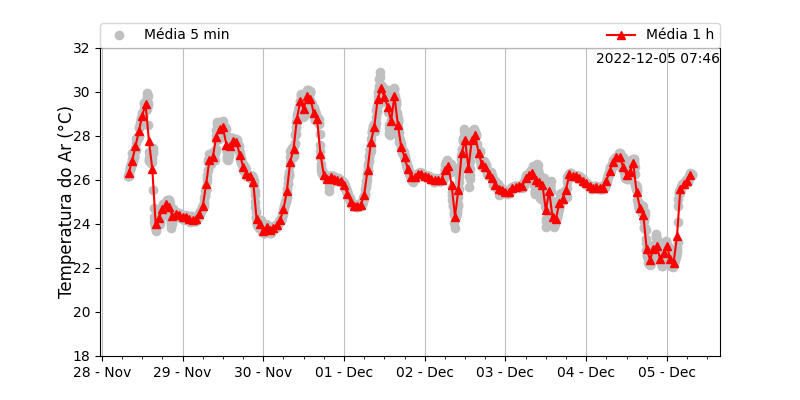 Média 5 min
Média 1 h
2022-12-05 07:46
Temperatura do Ar (°C)
32
30
28
26
24
22
20
18
28 - Nov
29 - Nov
30 - Nov
01 - Dec
02 - Dec
03 - Dec
04 - Dec
05 - Dec